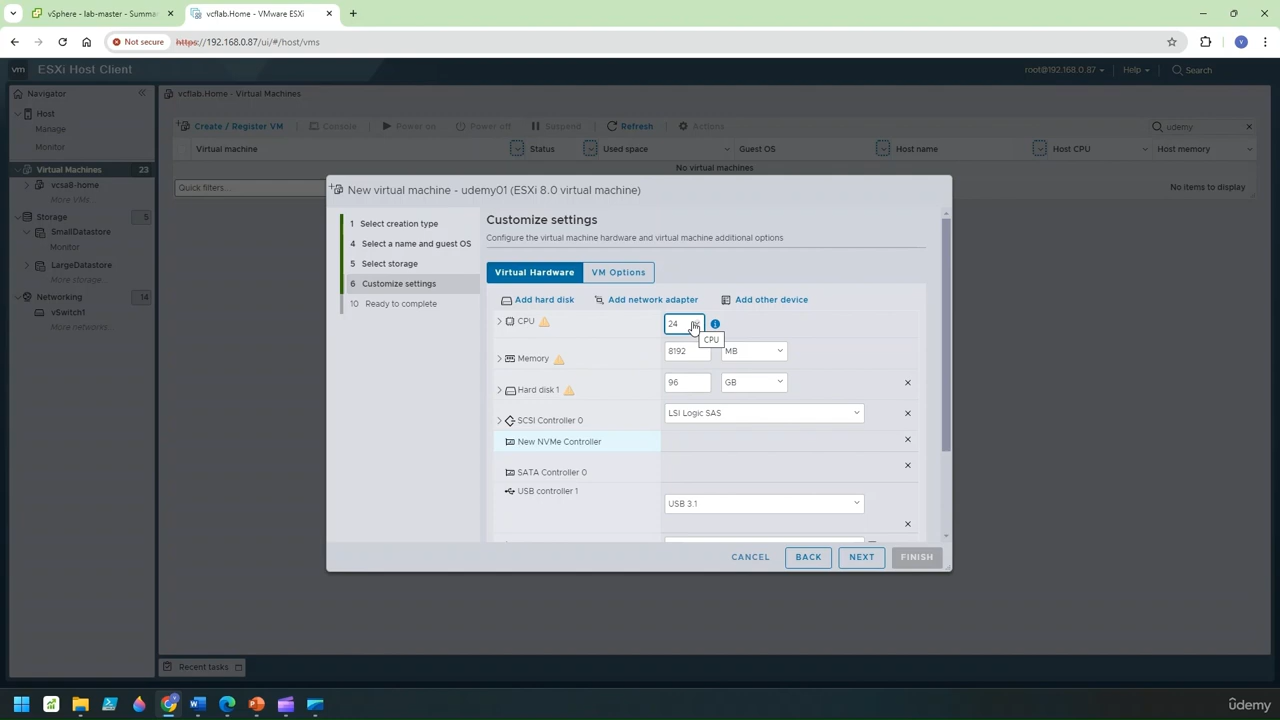 vSphere - lab-master - Summa
vcflab.Home - VMware ESXi
Not secure
https://192.168.0.87/ui/#/host/vms
vm ESXi Host Client
root@192.168.0.87
Help
Search
Navigator
Host
Manage
Monitor
Virtual Machines 23
vcsa8-home
More VMs...
Storage 5
SmallDatastore
Monitor
LargeDatastore
More storage...
Networking 14
vSwitch1
More networks...
vcflab.Home - Virtual Machines
Create / Register VM
Console
Power on
Power off
Suspend
Refresh
Actions
udemy
Virtual machine
Status
Used space
Guest OS
Host name
Host CPU
Host memory
No virtual machines
Quick filters...
No items to display
New virtual machine - udemy01 (ESXi 8.0 virtual machine)
1 Select creation type
4 Select a name and guest OS
5 Select storage
6 Customize settings
10 Ready to complete
Customize settings
Configure the virtual machine hardware and virtual machine additional options
Virtual Hardware
VM Options
Add hard disk
Add network adapter
Add other device
CPU
24
CPU
Memory
8192
MB
Hard disk 1
96
GB
SCSI Controller 0
LSI Logic SAS
New NVMe Controller
SATA Controller 0
USB controller 1
USB 3.1
CANCEL
BACK
NEXT
FINISH
Recent tasks
udemy